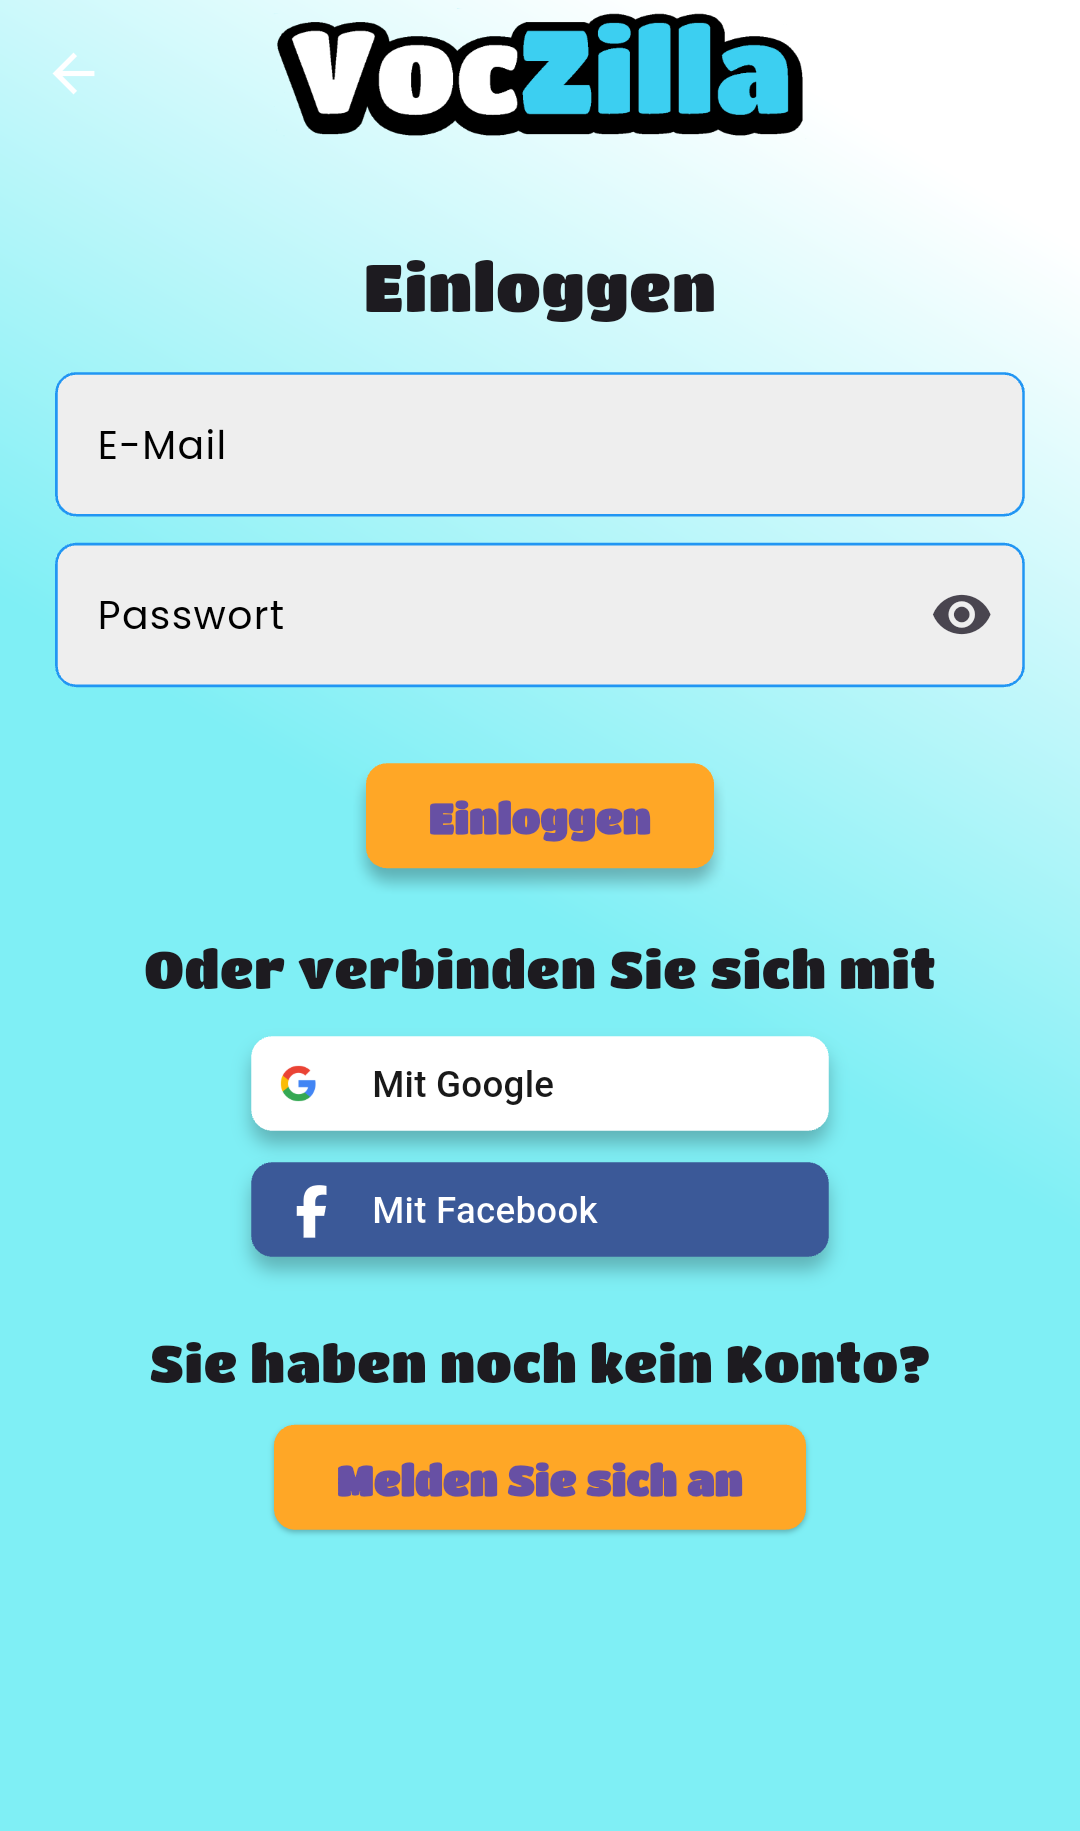 VocZilla
Einloggen
E-Mail
Passwort
Einloggen
Oder verbinden Sie sich mit
Mit Google
Mit Facebook
Sie haben noch kein Konto?
Melden Sie sich an